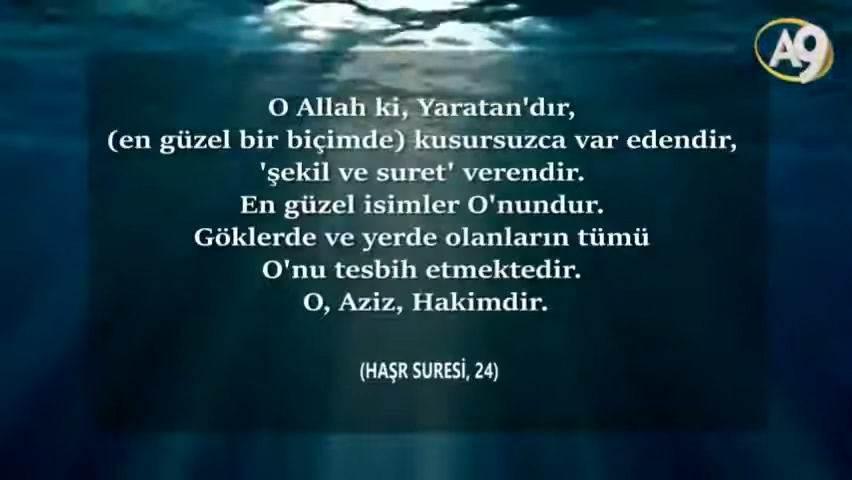 A9
O Allah ki, Yaratan'dır,
(en güzel bir biçimde) kusursuzca var edendir,
'şekil ve suret' verendir.
En güzel isimler O'nundur.
Göklerde ve yerde olanların tümü
O'nu tesbih etmektedir.
O, Aziz, Hakimdir.
(HAŞR SURESİ, 24)